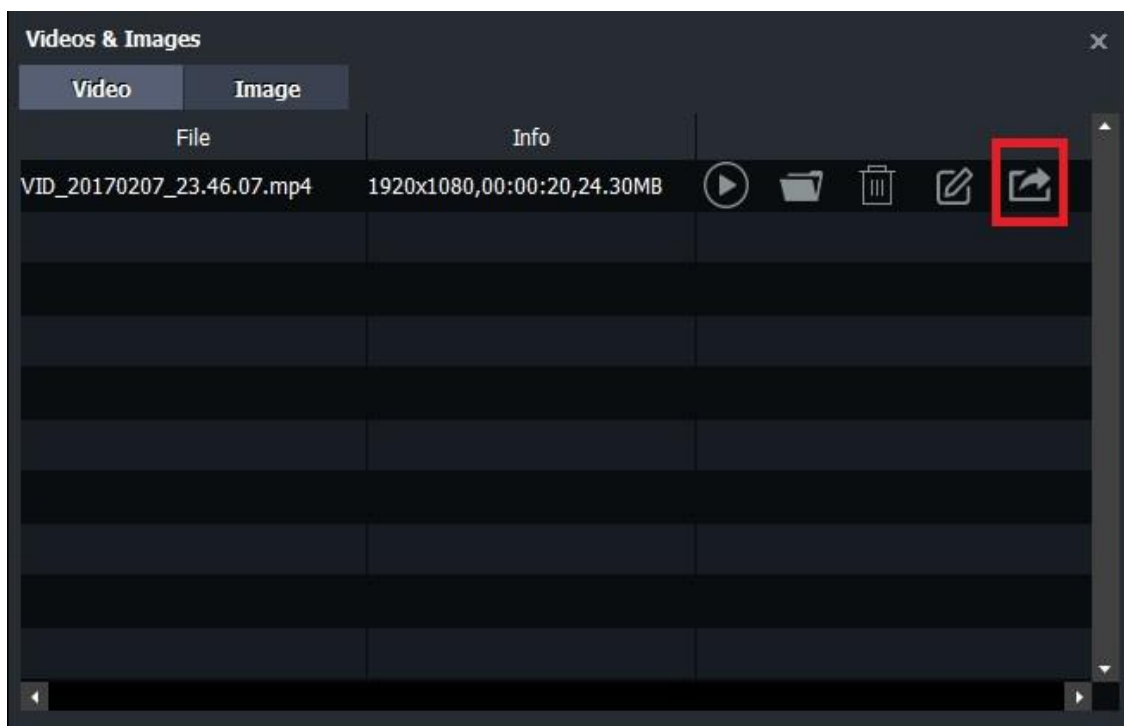 Videos & Images
Video Image
File Info
VID_20170207_23.46.07.mp4 1920x1080,00:00:20,24.30MB